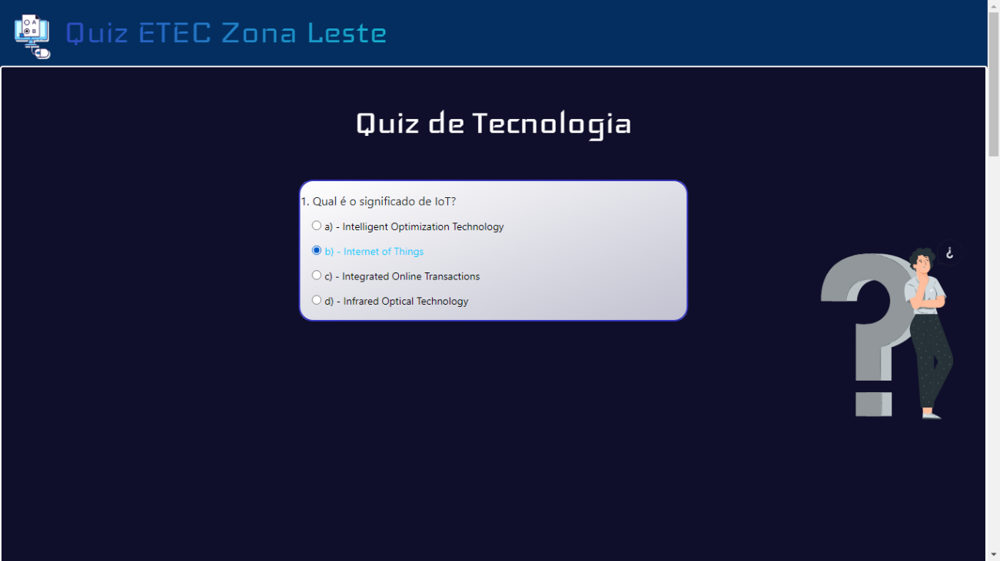 Quiz ETEC Zona Leste
Quiz de Tecnologia
1. Qual é o significado de IoT?
a) - Intelligent Optimization Technology
b) - Internet of Things
c) - Integrated Online Transactions
d) - Infrared Optical Technology
¿